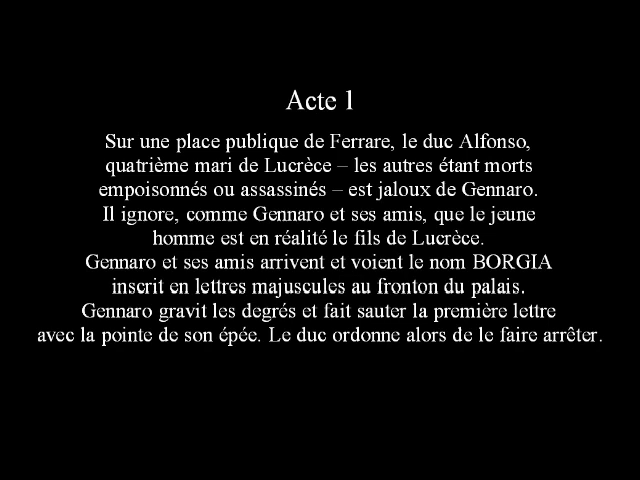 Acte 1
Sur une place publique de Ferrare, le duc Alfonso,
quatrième mari de Lucrèce – les autres étant morts
empoisonnés ou assassinés – est jaloux de Gennaro.
Il ignore, comme Gennaro et ses amis, que le jeune
homme est en réalité le fils de Lucrèce.
Gennaro et ses amis arrivent et voient le nom BORGIA
inscrit en lettres majuscules au fronton du palais.
Gennaro gravit les degrés et fait sauter la première lettre
avec la pointe de son épée. Le duc ordonne alors de le faire arrêter.